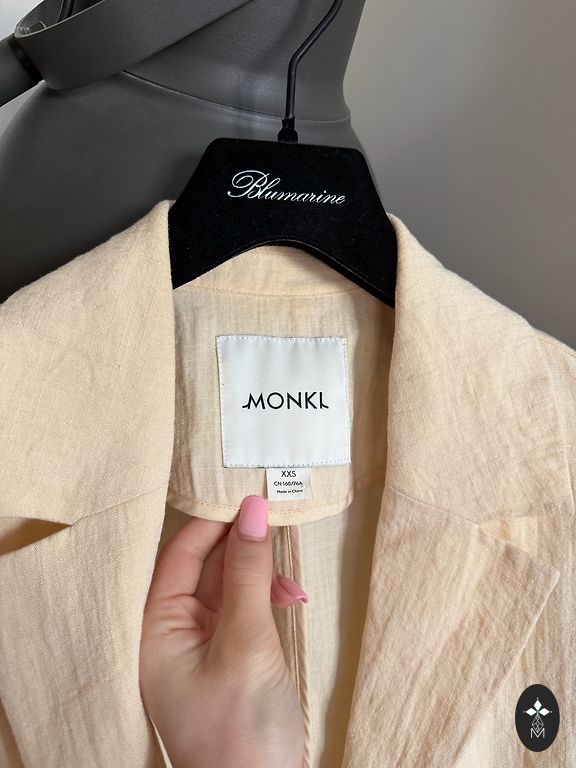 Blumarine
MONKI
XXS
CN 160/76A
Made in China
M